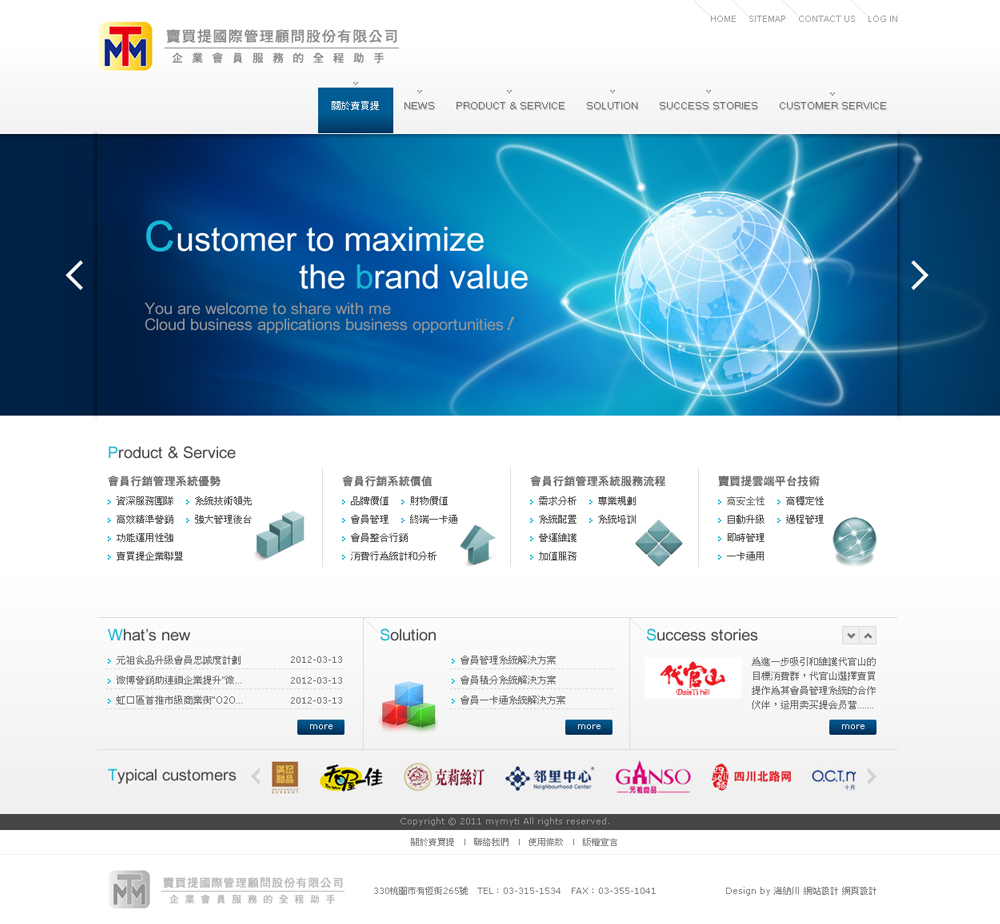 HOME SITEMAP CONTACT US LOG IN
MTM 賣買提國際管理顧問股份有限公司
企業會員服務的全程助手
關於賣買提 NEWS PRODUCT & SERVICE SOLUTION SUCCESS STORIES CUSTOMER SERVICE
Customer to maximize
the brand value
You are welcome to share with me
Cloud business applications business opportunities!
Product & Service
會員行銷管理系統優勢
資深服務團隊 系統技術領先
高效精準營銷 強大管理後台
功能運用性強
賣買提企業聯盟
會員行銷系統價值
品牌價值 財物價值
會員管理 終端一卡通
會員整合行銷
消費行為統計和分析
會員行銷管理系統服務流程
需求分析 專業規劃
系統配置 系統培訓
營運維護
加值服務
賣買提雲端平台技術
高安全性 高穩定性
自動升級 過程管理
即時管理
一卡通用
What's new
元祖食品升級會員忠誠度計劃 2012-03-13
微博營銷助連鎖企業提升"微... 2012-03-13
虹口區首推市級商業街"O2O... 2012-03-13
more
Solution
會員管理系統解決方案
會員積分系統解決方案
會員一卡通系統解決方案
more
Success stories
代官山
DainTi hill
為進一步吸引和維護代官山的
目標消費群，代官山選擇賣買
提作為其會員管理系統的合作
伙伴，运用卖买提会员营......
more
Typical customers
滿記甜品
天屋一佳
克莉絲汀
邻里中心
Neighbourhood Center
GANSO
元祖食品
四川北路网
O.C.T.m
十月
Copyright © 2011 mymyti All rights reserved.
關於賣買提 | 聯絡我們 | 使用條款 | 版權宣言
MTM 賣買提國際管理顧問股份有限公司
企業會員服務的全程助手
330桃園市有恆街265號 TEL：03-315-1534 FAX：03-355-1041
Design by 海納川 網站設計 網頁設計